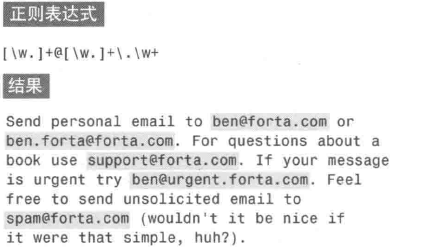 正则表达式
[\w.]+@[\w.]+\.\w+
结果
Send personal email to ben@forta.com or
ben.forta@forta.com. For questions about a
book use support@forta.com. If your message
is urgent try ben@urgent.forta.com. Feel
free to send unsolicited email to
spam@forta.com (wouldn't it be nice if
it were that simple, huh?).